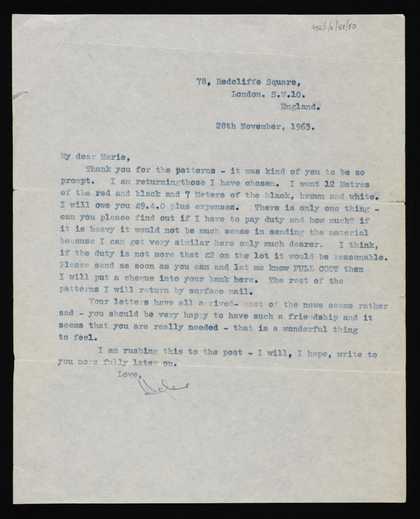 78, Redcliffe Square,
London. S.W.10.
England.
28th November, 1963.
My dear Marie,
Thank you for the patterns - it was kind of you to be so
prompt. I am returningthose I have chosen. I want 12 Metres
of the red and black and 7 Meters of the black, brown and white.
I will owe you £9.4.0 plus expenses. There is only one thing -
can you please find out if I have to pay duty and how much? if
it is heavy it would not be much sense in sending the material
because I can get very similar here only much dearer. I think,
if the duty is not more that £2 on the lot it would be reasonable.
Please send as soon as you can and let me know FULL COST then
I will put a cheque into your bank here. The rest of the
patterns I will return by surface mail.
Your letters have all arrived- most of the news seems rather
sad - you should be very happy to have such a friendship and it
seems that you are really needed - that is a wonderful thing
to feel.
I am rushing this to the post - I will, I hope, write to
you more fully later on.
Love,